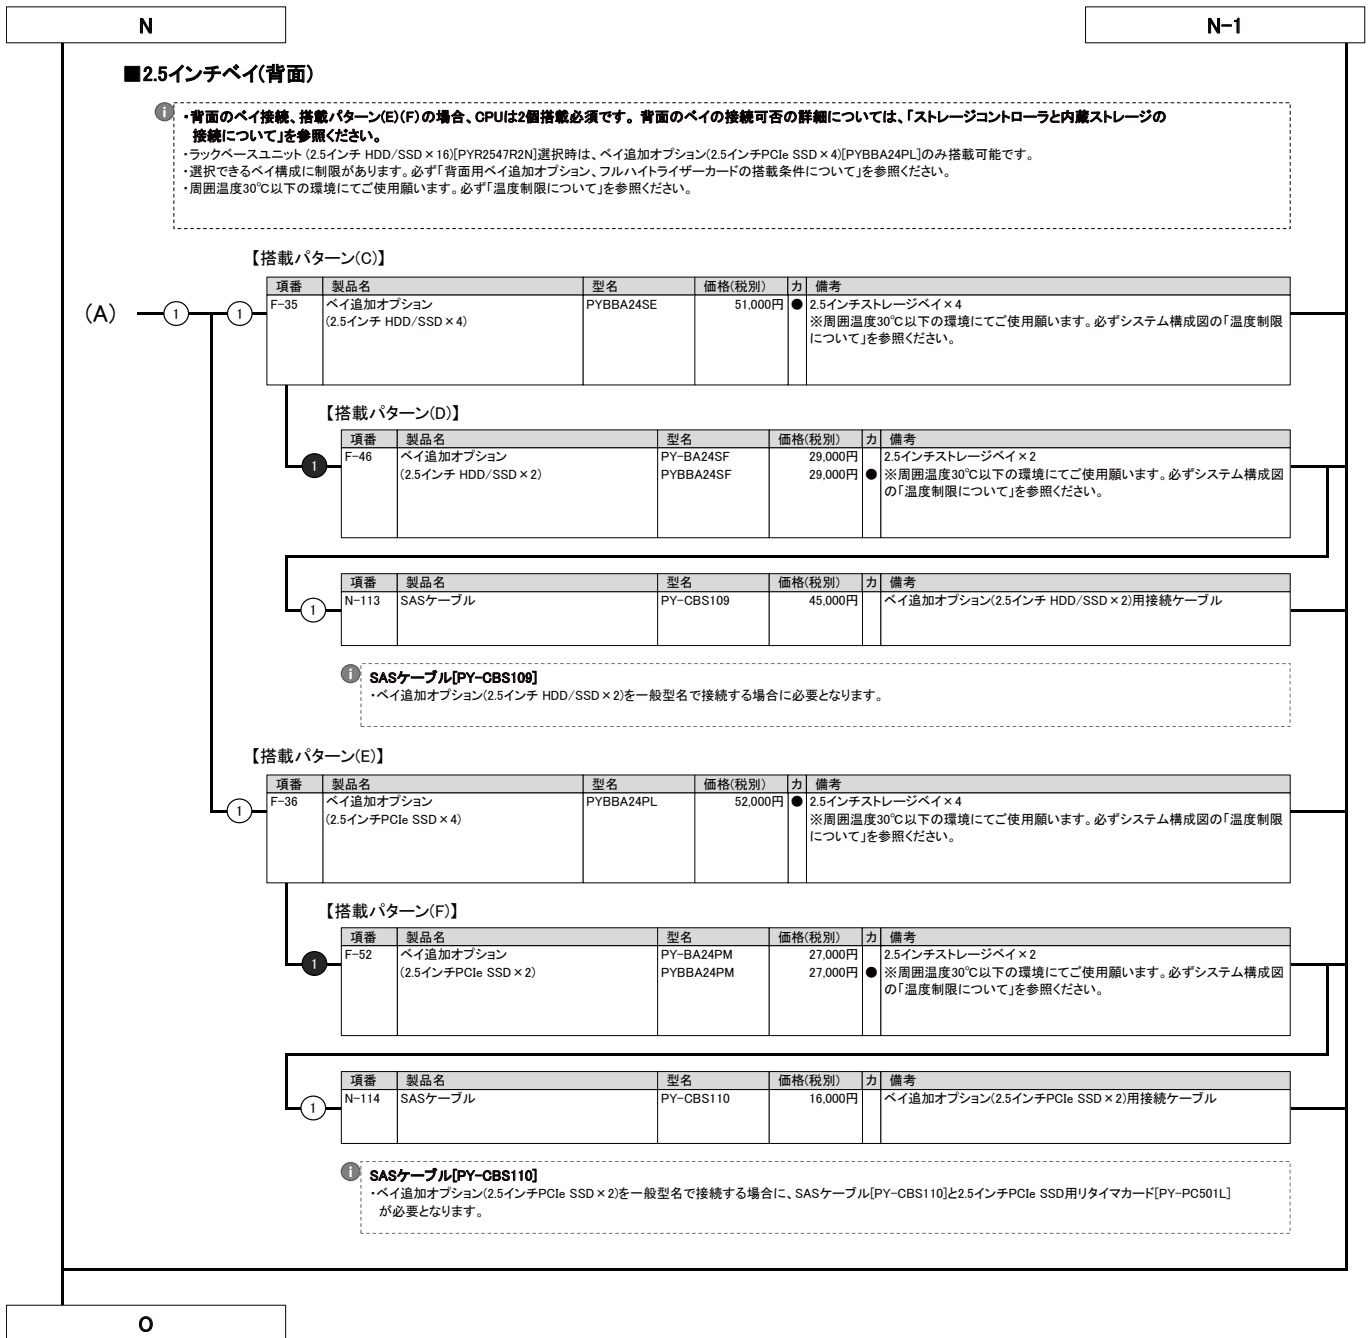 N
N-1
■2.5インチベイ(背面)
・背面のベイ接続、搭載パターン(E)(F)の場合、CPUは2個搭載必須です。背面のベイの接続可否の詳細については、「ストレージコントローラと内蔵ストレージの
接続について」を参照ください。
・ラックベースユニット (2.5インチ HDD/SSD×16)[PYR2547R2N]選択時は、ベイ追加オプション(2.5インチPCIe SSD×4)[PYBBA24PL]のみ搭載可能です。
・選択できるベイ構成に制限があります。必ず「背面用ベイ追加オプション、フルハイトライザーカードの搭載条件について」を参照ください。
・周囲温度30℃以下の環境にてご使用願います。必ず「温度制限について」を参照ください。
【搭載パターン(C)】
項番 製品名 型名 価格(税別) カ 備考
(A) 1 1 F-35 ベイ追加オプション PYBBA24SE 51,000円 ● 2.5インチストレージベイ×4
(2.5インチ HDD/SSD×4) ※周囲温度30℃以下の環境にてご使用願います。必ずシステム構成図の「温度制限
について」を参照ください。
【搭載パターン(D)】
項番 製品名 型名 価格(税別) カ 備考
1 F-46 ベイ追加オプション PY-BA24SF 29,000円 2.5インチストレージベイ×2
(2.5インチ HDD/SSD×2) PYBBA24SF 29,000円 ● ※周囲温度30℃以下の環境にてご使用願います。必ずシステム構成図
の「温度制限について」を参照ください。
項番 製品名 型名 価格(税別) カ 備考
1 N-113 SASケーブル PY-CBS109 45,000円 ベイ追加オプション(2.5インチ HDD/SSD×2)用接続ケーブル
SASケーブル[PY-CBS109]
・ベイ追加オプション(2.5インチ HDD/SSD×2)を一般型名で接続する場合に必要となります。
【搭載パターン(E)】
項番 製品名 型名 価格(税別) カ 備考
1 F-36 ベイ追加オプション PYBBA24PL 52,000円 ● 2.5インチストレージベイ×4
(2.5インチPCIe SSD×4) ※周囲温度30℃以下の環境にてご使用願います。必ずシステム構成図の「温度制限
について」を参照ください。
【搭載パターン(F)】
項番 製品名 型名 価格(税別) カ 備考
1 F-52 ベイ追加オプション PY-BA24PM 27,000円 2.5インチストレージベイ×2
(2.5インチPCIe SSD×2) PYBBA24PM 27,000円 ● ※周囲温度30℃以下の環境にてご使用願います。必ずシステム構成図
の「温度制限について」を参照ください。
項番 製品名 型名 価格(税別) カ 備考
1 N-114 SASケーブル PY-CBS110 16,000円 ベイ追加オプション(2.5インチPCIe SSD×2)用接続ケーブル
SASケーブル[PY-CBS110]
・ベイ追加オプション(2.5インチPCIe SSD×2)を一般型名で接続する場合に、SASケーブル[PY-CBS110]と2.5インチPCIe SSD用リタイマカード[PY-PC501L]
が必要となります。
O